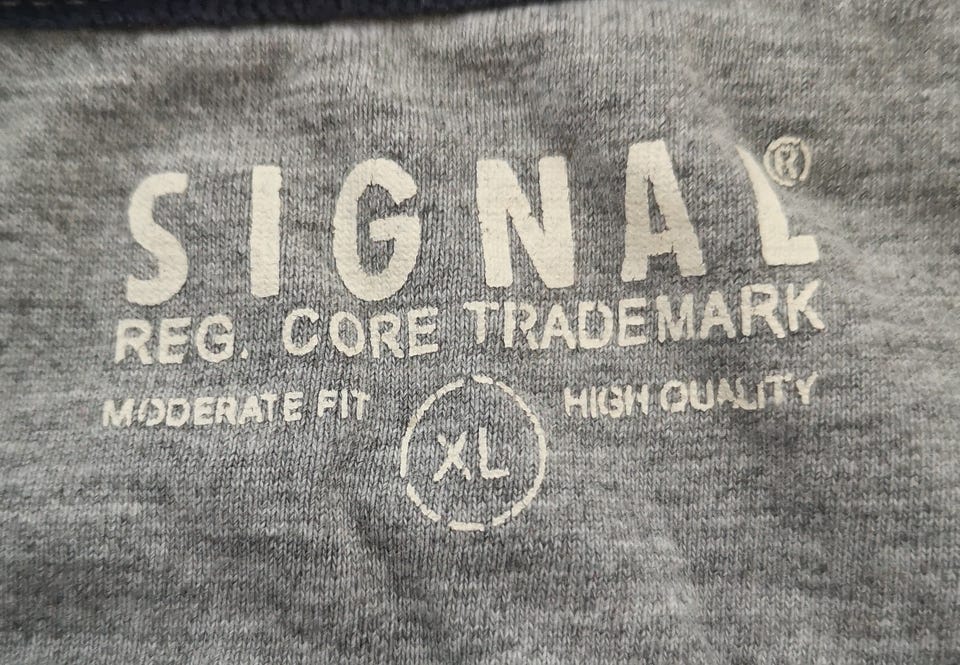 SIGNAL®
REG. CORE TRADEMARK
MODERATE FIT XL HIGH QUALITY